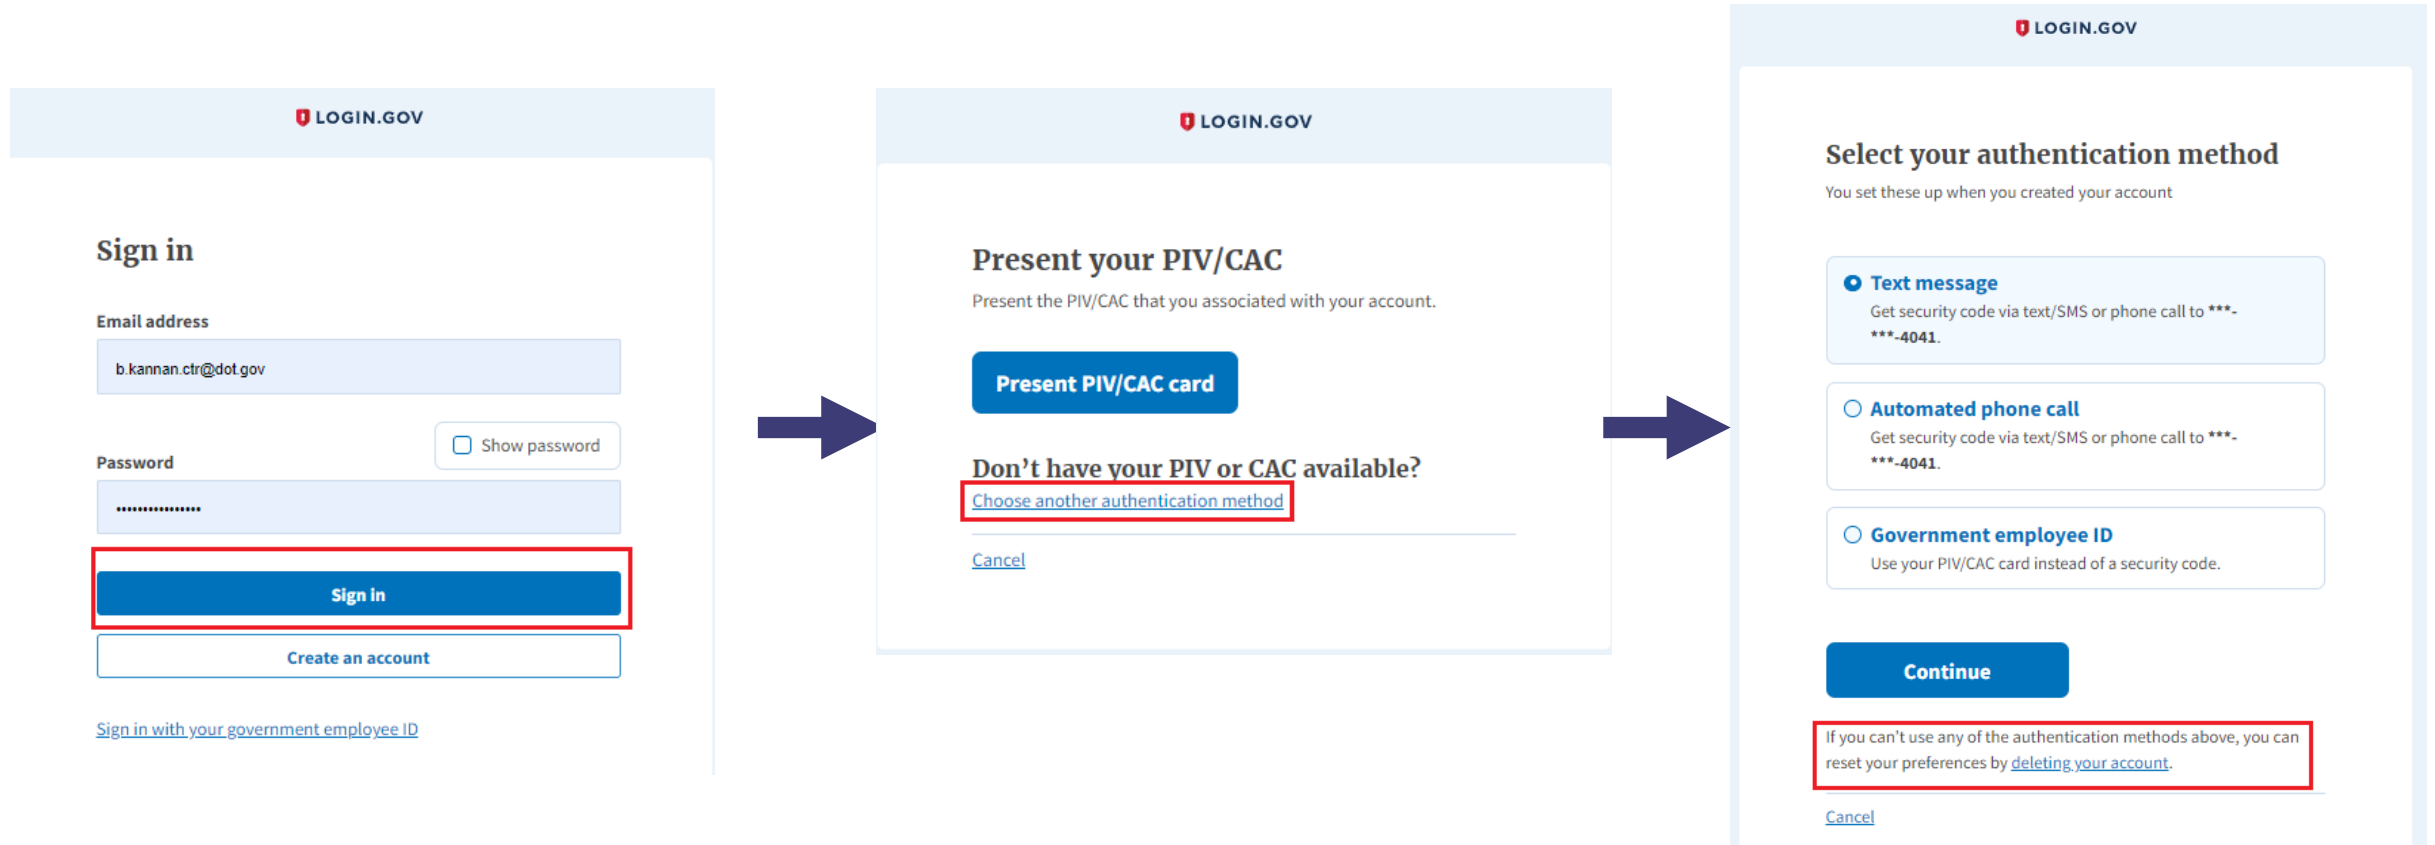 LOGIN.GOV
Sign in
Email address
b.kannan.ctr@dot.gov
Show password
Password
••••••••••••••••
Sign in
Create an account
Sign in with your government employee ID
LOGIN.GOV
Present your PIV/CAC
Present the PIV/CAC that you associated with your account.
Present PIV/CAC card
Don’t have your PIV or CAC available?
Choose another authentication method
Cancel
LOGIN.GOV
Select your authentication method
You set these up when you created your account
Text message
Get security code via text/SMS or phone call to ***-
***-4041.
Automated phone call
Get security code via text/SMS or phone call to ***-
***-4041.
Government employee ID
Use your PIV/CAC card instead of a security code.
Continue
If you can’t use any of the authentication methods above, you can
reset your preferences by deleting your account.
Cancel